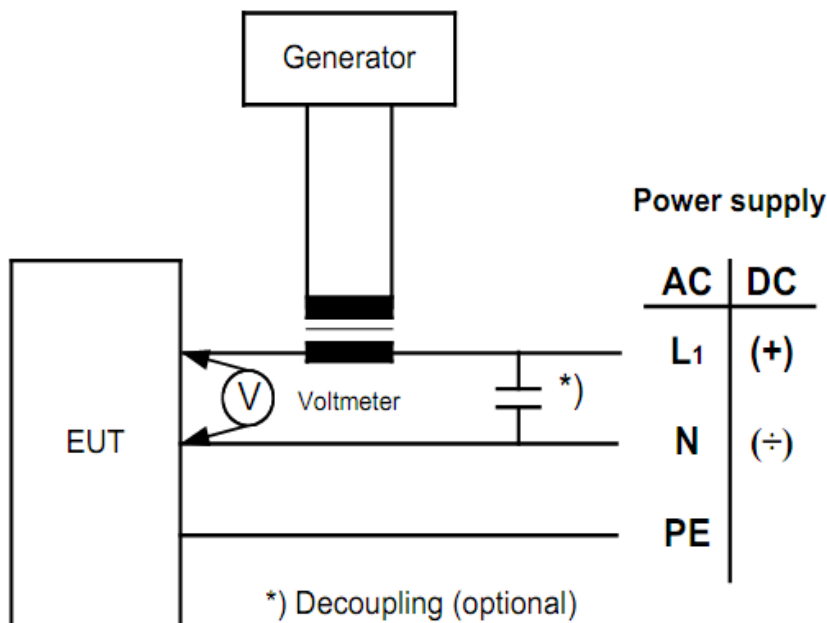 Generator
Power supply
AC DC
L1 (+)
V Voltmeter *)
EUT
N (÷)
PE
*) Decoupling (optional)